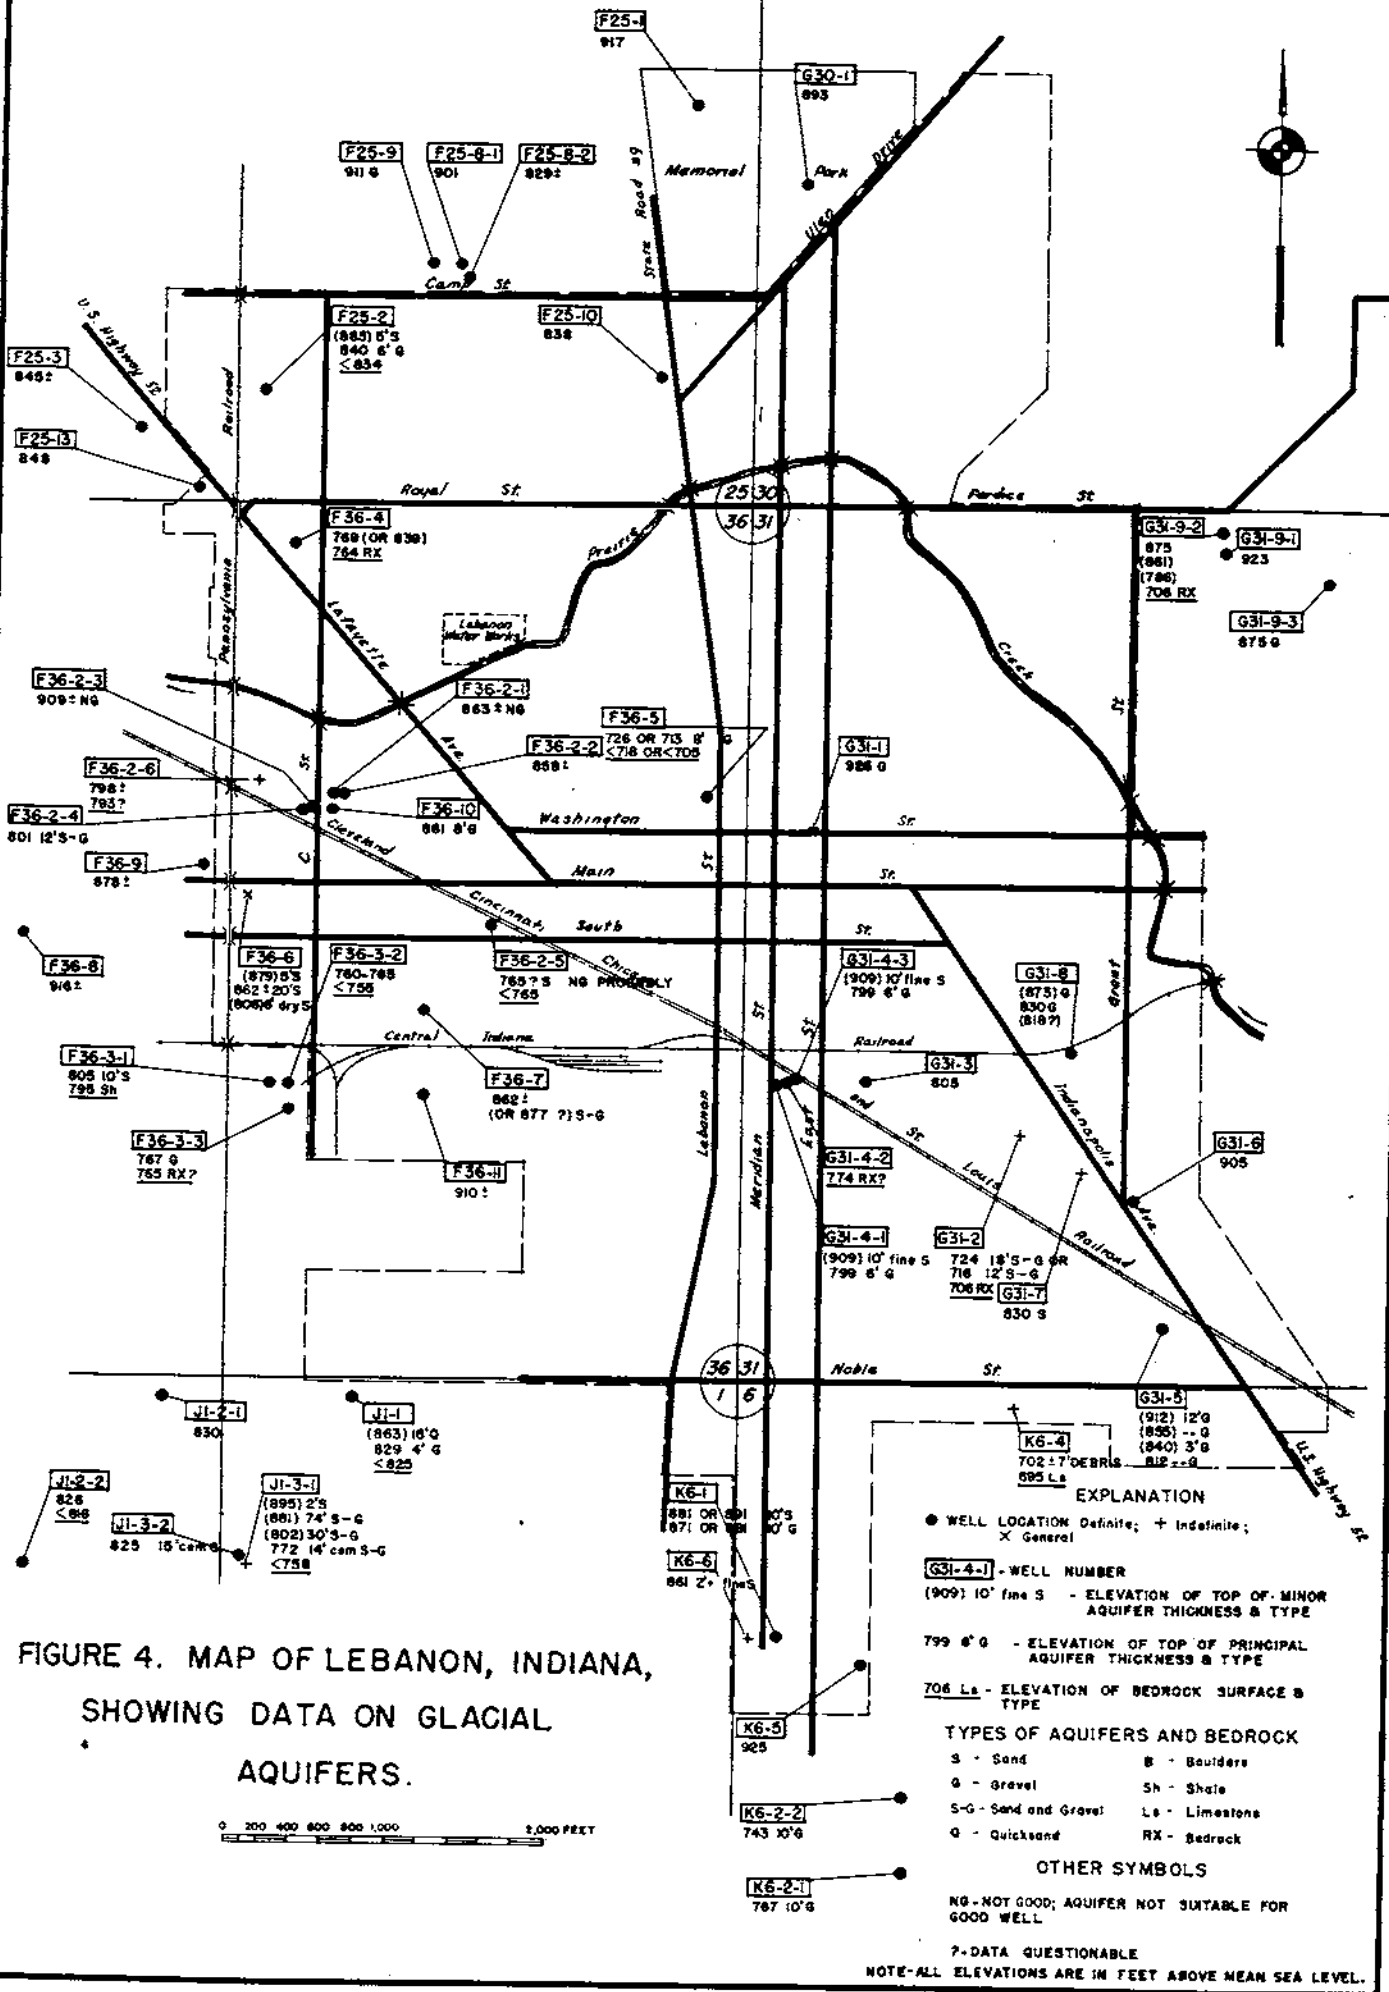 F25-1
917
G30-1
893
F25-9
911 G
F25-8-1
901
F25-8-2
829±
Memorial
Park
State Road 39
Ulen Drive
Camp St
U.S. Highway 52
F25-2
(883) 5'S
840 6' G
<834
F25-10
838
F25-3
845±
F25-13
848
Railroad
Pennsylvania
Royal St.
25 30
36 31
Perdice St
F36-4
769 (OR 839)
764 RX
Prairie
Creek
G31-9-2
875
(861)
(786)
706 RX
G31-9-1
923
G31-9-3
875 G
Lafayette
Ave.
Lebanon
Water Works
F36-2-3
909± NG
F36-2-1
863± NG
F36-5
726 OR 713 8' G
<718 OR <705
F36-2-2
858±
G31-1
926 G
F36-2-6
798±
793?
F36-2-4
801 12'S-G
F36-10
861 8'G
C St.
Cleveland
Washington St.
F36-9
878±
Main St.
Cincinnati,
South St.
F36-8
916±
F36-6
(879) 5'S
862± 20'S
F36-3-2
760-765
<755
F36-2-5
765? S NG PROBABLY
<765
Chicago
G31-4-3
(909) 10' fine S
799 6' G
G31-8
(873) G
830 G
(818?)
Grant St
F36-3-1
805 10'S
795 Sh
Central Indiana Railroad
F36-7
862±
(OR 877 ?) S-G
G31-3
805
and
St.
Louis
Railroad
Lebanon St
Meridian St
East St
Indianapolis Ave.
F36-3-3
767 G
765 RX?
F36-11
910±
G31-4-2
774 RX?
G31-6
905
G31-4-1
(909) 10' fine S
799 6' G
G31-2
724 18'S-G OR
716 12'S-G
706 RX
G31-7
830 S
36 31
1 6
Noble St.
J1-2-1
830
J1-1
(863) 16'G
829 4' G
<825
G31-5
(912) 12'G
(855) -- G
(840) 3'G
812 -- G
K6-4
702± 7' DEBRIS
695 Ls
U.S. Highway 52
J1-2-2
826
<818
J1-3-2
J1-3-1
(895) 2'S
(881) 74' S-G
(802) 30'S-G
772 14' cem S-G
<758
K6-1
881 OR 891 10'S
871 OR 881 10' G
K6-6
861 2'+ fine S
K6-5
925
K6-2-2
743 10'G
K6-2-1
767 10'G
EXPLANATION
● WELL LOCATION Definite; + Indefinite;
× General
G31-4-1 - WELL NUMBER
(909) 10' fine S - ELEVATION OF TOP OF MINOR
AQUIFER THICKNESS & TYPE
799 6' G - ELEVATION OF TOP OF PRINCIPAL
AQUIFER THICKNESS & TYPE
706 Ls - ELEVATION OF BEDROCK SURFACE &
TYPE
TYPES OF AQUIFERS AND BEDROCK
S - Sand B - Boulders
G - Gravel Sh - Shale
S-G - Sand and Gravel Ls - Limestone
Q - Quicksand RX - Bedrock
OTHER SYMBOLS
NG - NOT GOOD; AQUIFER NOT SUITABLE FOR
GOOD WELL
? - DATA QUESTIONABLE
NOTE-ALL ELEVATIONS ARE IN FEET ABOVE MEAN SEA LEVEL.
FIGURE 4. MAP OF LEBANON, INDIANA,
SHOWING DATA ON GLACIAL
AQUIFERS.
0 200 400 600 800 1,000 2,000 FEET